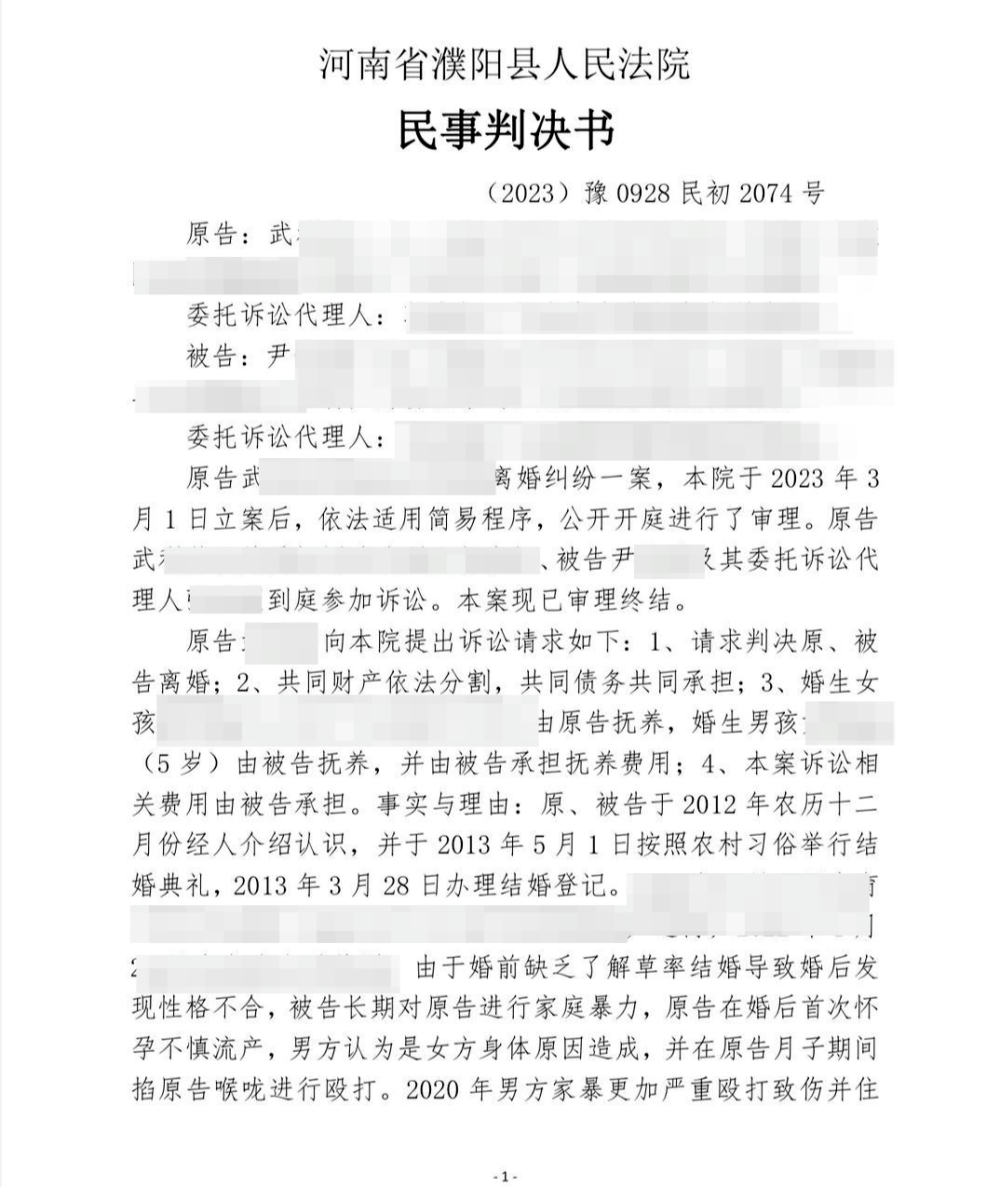 河南省濮阳县人民法院
民事判决书
（2023）豫 0928 民初 2074 号
原告：武
委托诉讼代理人：
被告：尹
委托诉讼代理人：
原告武 离婚纠纷一案，本院于 2023 年 3
月 1 日立案后，依法适用简易程序，公开开庭进行了审理。原告
武 、被告尹 及其委托诉讼代
理人 到庭参加诉讼。本案现已审理终结。
原告 向本院提出诉讼请求如下：1、请求判决原、被
告离婚；2、共同财产依法分割，共同债务共同承担；3、婚生女
孩 由原告抚养，婚生男孩
（5 岁）由被告抚养，并由被告承担抚养费用；4、本案诉讼相
关费用由被告承担。事实与理由：原、被告于 2012 年农历十二
月份经人介绍认识，并于 2013 年 5 月 1 日按照农村习俗举行结
婚典礼，2013 年 3 月 28 日办理结婚登记。
由于婚前缺乏了解草率结婚导致婚后发
现性格不合，被告长期对原告进行家庭暴力，原告在婚后首次怀
孕不慎流产，男方认为是女方身体原因造成，并在原告月子期间
掐原告喉咙进行殴打。2020 年男方家暴更加严重殴打致伤并住
- 1 -